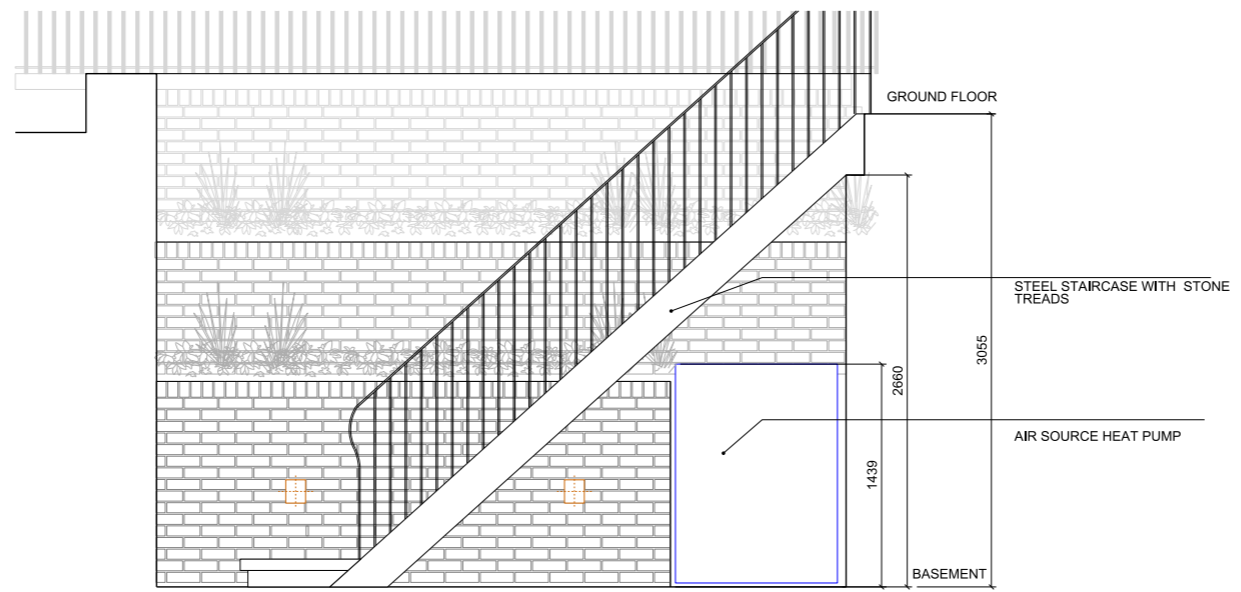 GROUND FLOOR
STEEL STAIRCASE WITH STONE
TREADS
3055
2660
AIR SOURCE HEAT PUMP
1439
BASEMENT